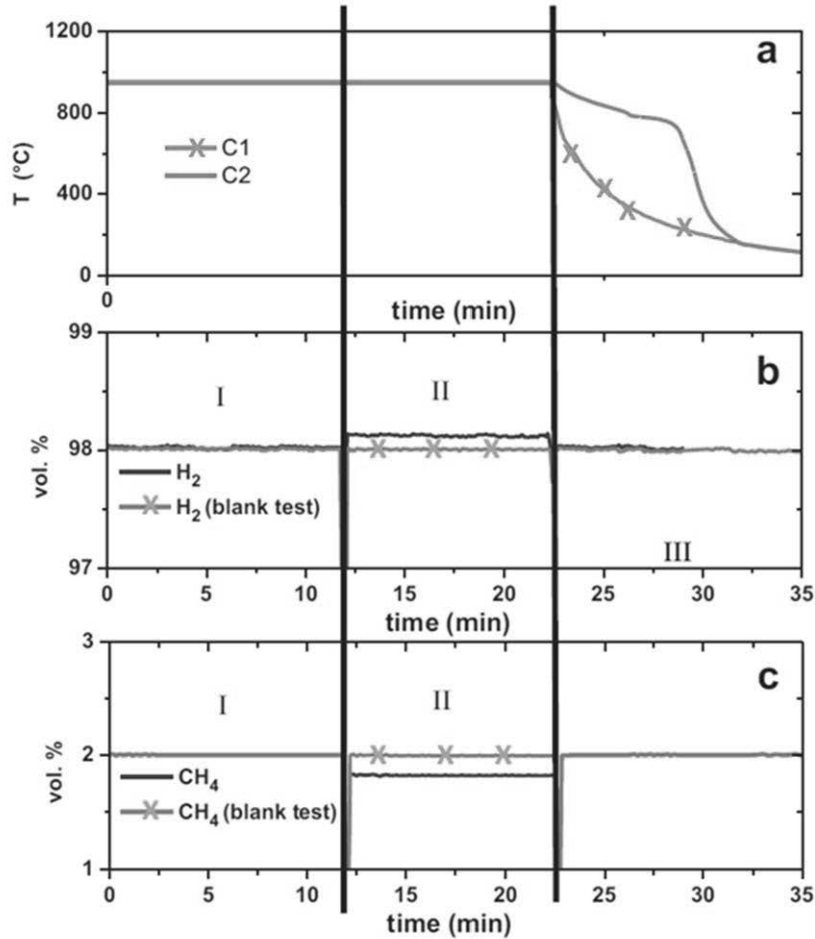 1200
a
800
C1
T (°C)
C2
400
0
0
time (min)
99
b
I
II
vol. %
98
H₂
H₂ (blank test)
III
97
0 5 10 15 20 25 30 35
time (min)
3
c
I
II
vol. %
2
CH₄
CH₄ (blank test)
1
0 5 10 15 20 25 30 35
time (min)